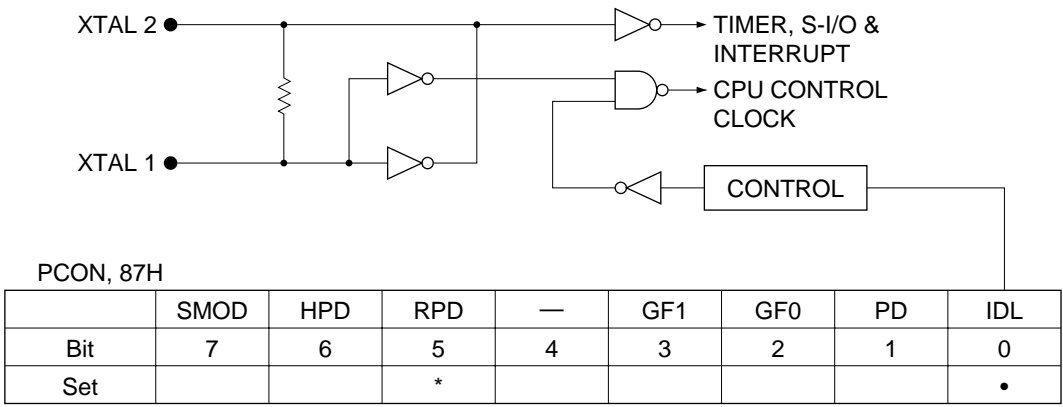 XTAL 2
TIMER, S-I/O &
INTERRUPT
CPU CONTROL
CLOCK
XTAL 1
CONTROL
PCON, 87H
SMOD HPD RPD — GF1 GF0 PD IDL
Bit 7 6 5 4 3 2 1 0
Set * •